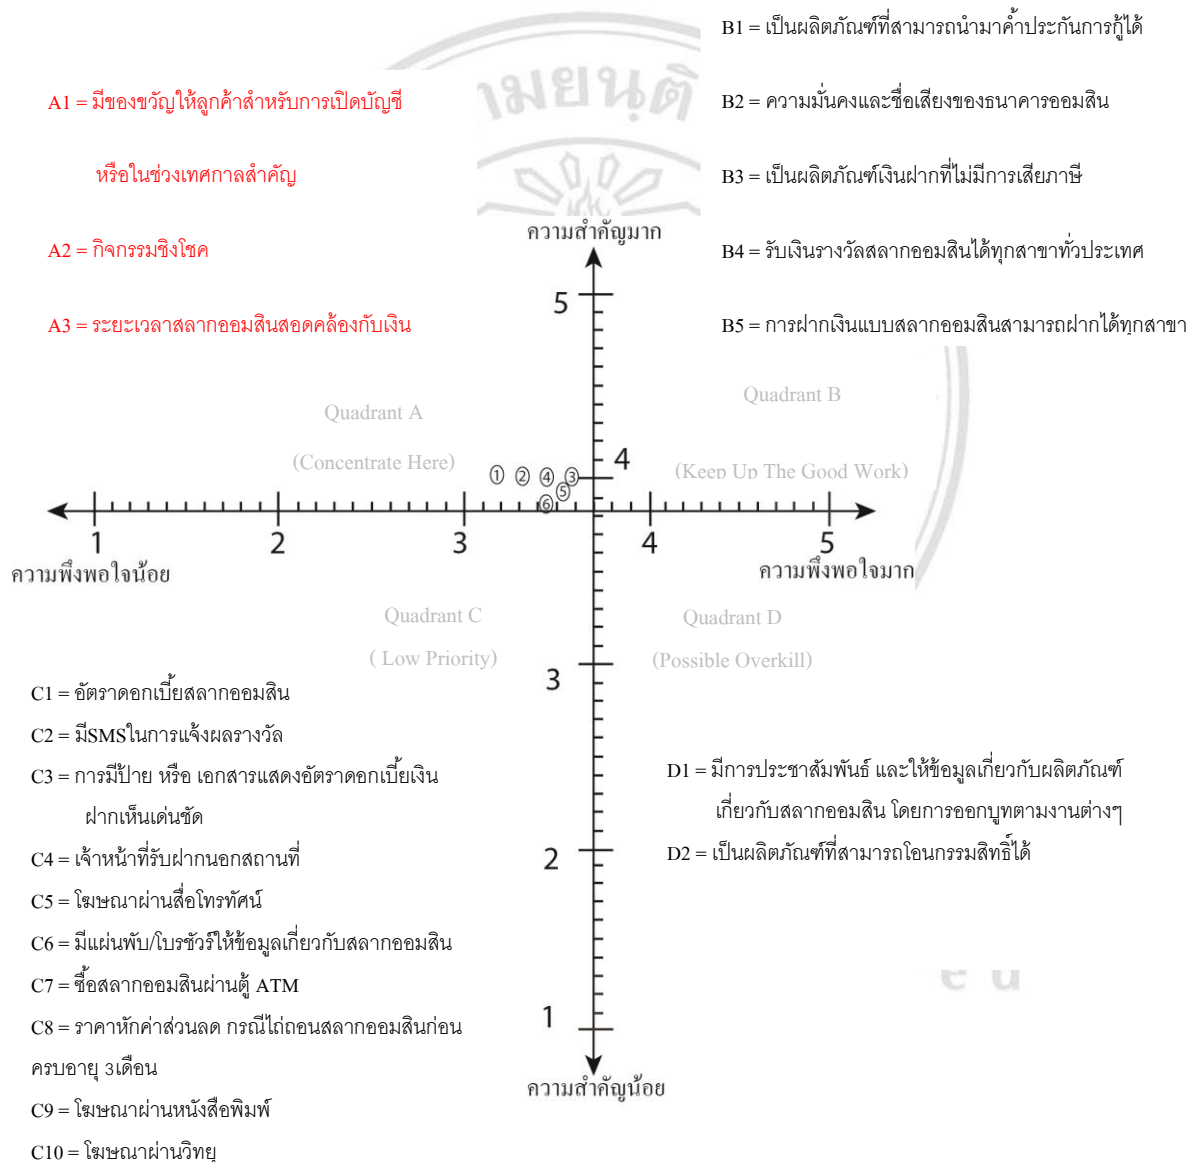 B1 = เป็นผลิตภัณฑ์ที่สามารถนำมาค้ำประกันการกู้ได้
ามยนติ
A1 = มีของขวัญให้ลูกค้าสำหรับการเปิดบัญชี
B2 = ความมั่นคงและชื่อเสียงของธนาคารออมสิน
หรือในช่วงเทศกาลสำคัญ
B3 = เป็นผลิตภัณฑ์เงินฝากที่ไม่มีการเสียภาษี
ความสำคัญมาก
A2 = กิจกรรมชิงโชค
B4 = รับเงินรางวัลสลากออมสินได้ทุกสาขาทั่วประเทศ
5
A3 = ระยะเวลาสลากออมสินสอดคล้องกับเงิน
B5 = การฝากเงินแบบสลากออมสินสามารถฝากได้ทุกสาขา
Quadrant A
Quadrant B
(Concentrate Here)
(Keep Up The Good Work)
4
1 2 4 3
5
6
1 2 3 4 5
ความพึงพอใจน้อย
ความพึงพอใจมาก
Quadrant C
Quadrant D
( Low Priority)
(Possible Overkill)
3
C1 = อัตราดอกเบี้ยสลากออมสิน
C2 = มีSMSในการแจ้งผลรางวัล
C3 = การมีป้าย หรือ เอกสารแสดงอัตราดอกเบี้ยเงิน
ฝากเห็นเด่นชัด
C4 = เจ้าหน้าที่รับฝากนอกสถานที่
C5 = โฆษณาผ่านสื่อโทรทัศน์
C6 = มีแผ่นพับ/โบรชัวร์ให้ข้อมูลเกี่ยวกับสลากออมสิน
C7 = ซื้อสลากออมสินผ่านตู้ ATM
C8 = ราคาหักค่าส่วนลด กรณีไถ่ถอนสลากออมสินก่อน
ครบอายุ 3เดือน
C9 = โฆษณาผ่านหนังสือพิมพ์
C10 = โฆษณาผ่านวิทยุ
D1 = มีการประชาสัมพันธ์ และให้ข้อมูลเกี่ยวกับผลิตภัณฑ์
เกี่ยวกับสลากออมสิน โดยการออกบูทตามงานต่างๆ
D2 = เป็นผลิตภัณฑ์ที่สามารถโอนกรรมสิทธิ์ได้
2
e d
1
ความสำคัญน้อย